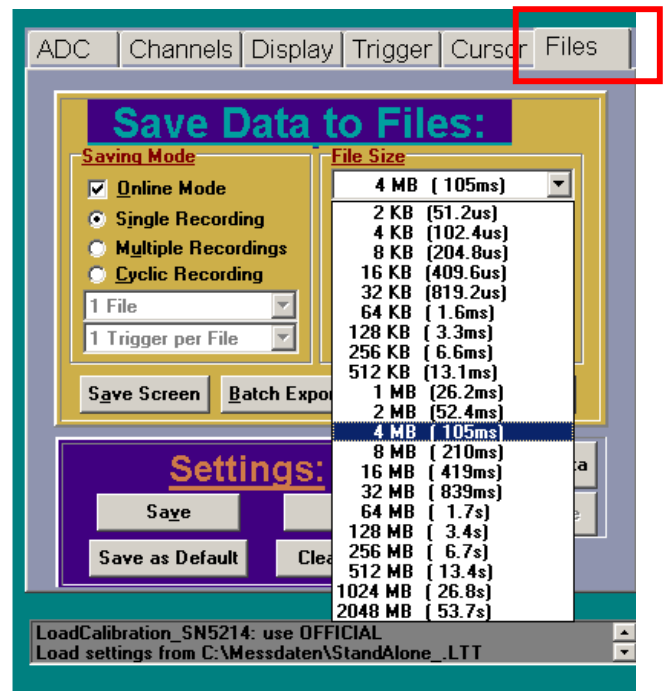 ADC Channels Display Trigger Cursor Files
Save Data to Files:
Saving Mode
Online Mode
Single Recording
Multiple Recordings
Cyclic Recording
1 File
1 Trigger per File
File Size
4 MB ( 105ms)
2 KB (51.2us)
4 KB (102.4us)
8 KB (204.8us)
16 KB (409.6us)
32 KB (819.2us)
64 KB ( 1.6ms)
128 KB ( 3.3ms)
256 KB ( 6.6ms)
512 KB (13.1ms)
1 MB (26.2ms)
2 MB (52.4ms)
4 MB ( 105ms)
8 MB ( 210ms)
16 MB ( 419ms)
32 MB ( 839ms)
64 MB ( 1.7s)
128 MB ( 3.4s)
256 MB ( 6.7s)
512 MB ( 13.4s)
1024 MB ( 26.8s)
2048 MB ( 53.7s)
Save Screen Batch Expo
Settings:
Save
Save as Default Clea
LoadCalibration_SN5214: use OFFICIAL
Load settings from C:\Messdaten\StandAlone_.LTT